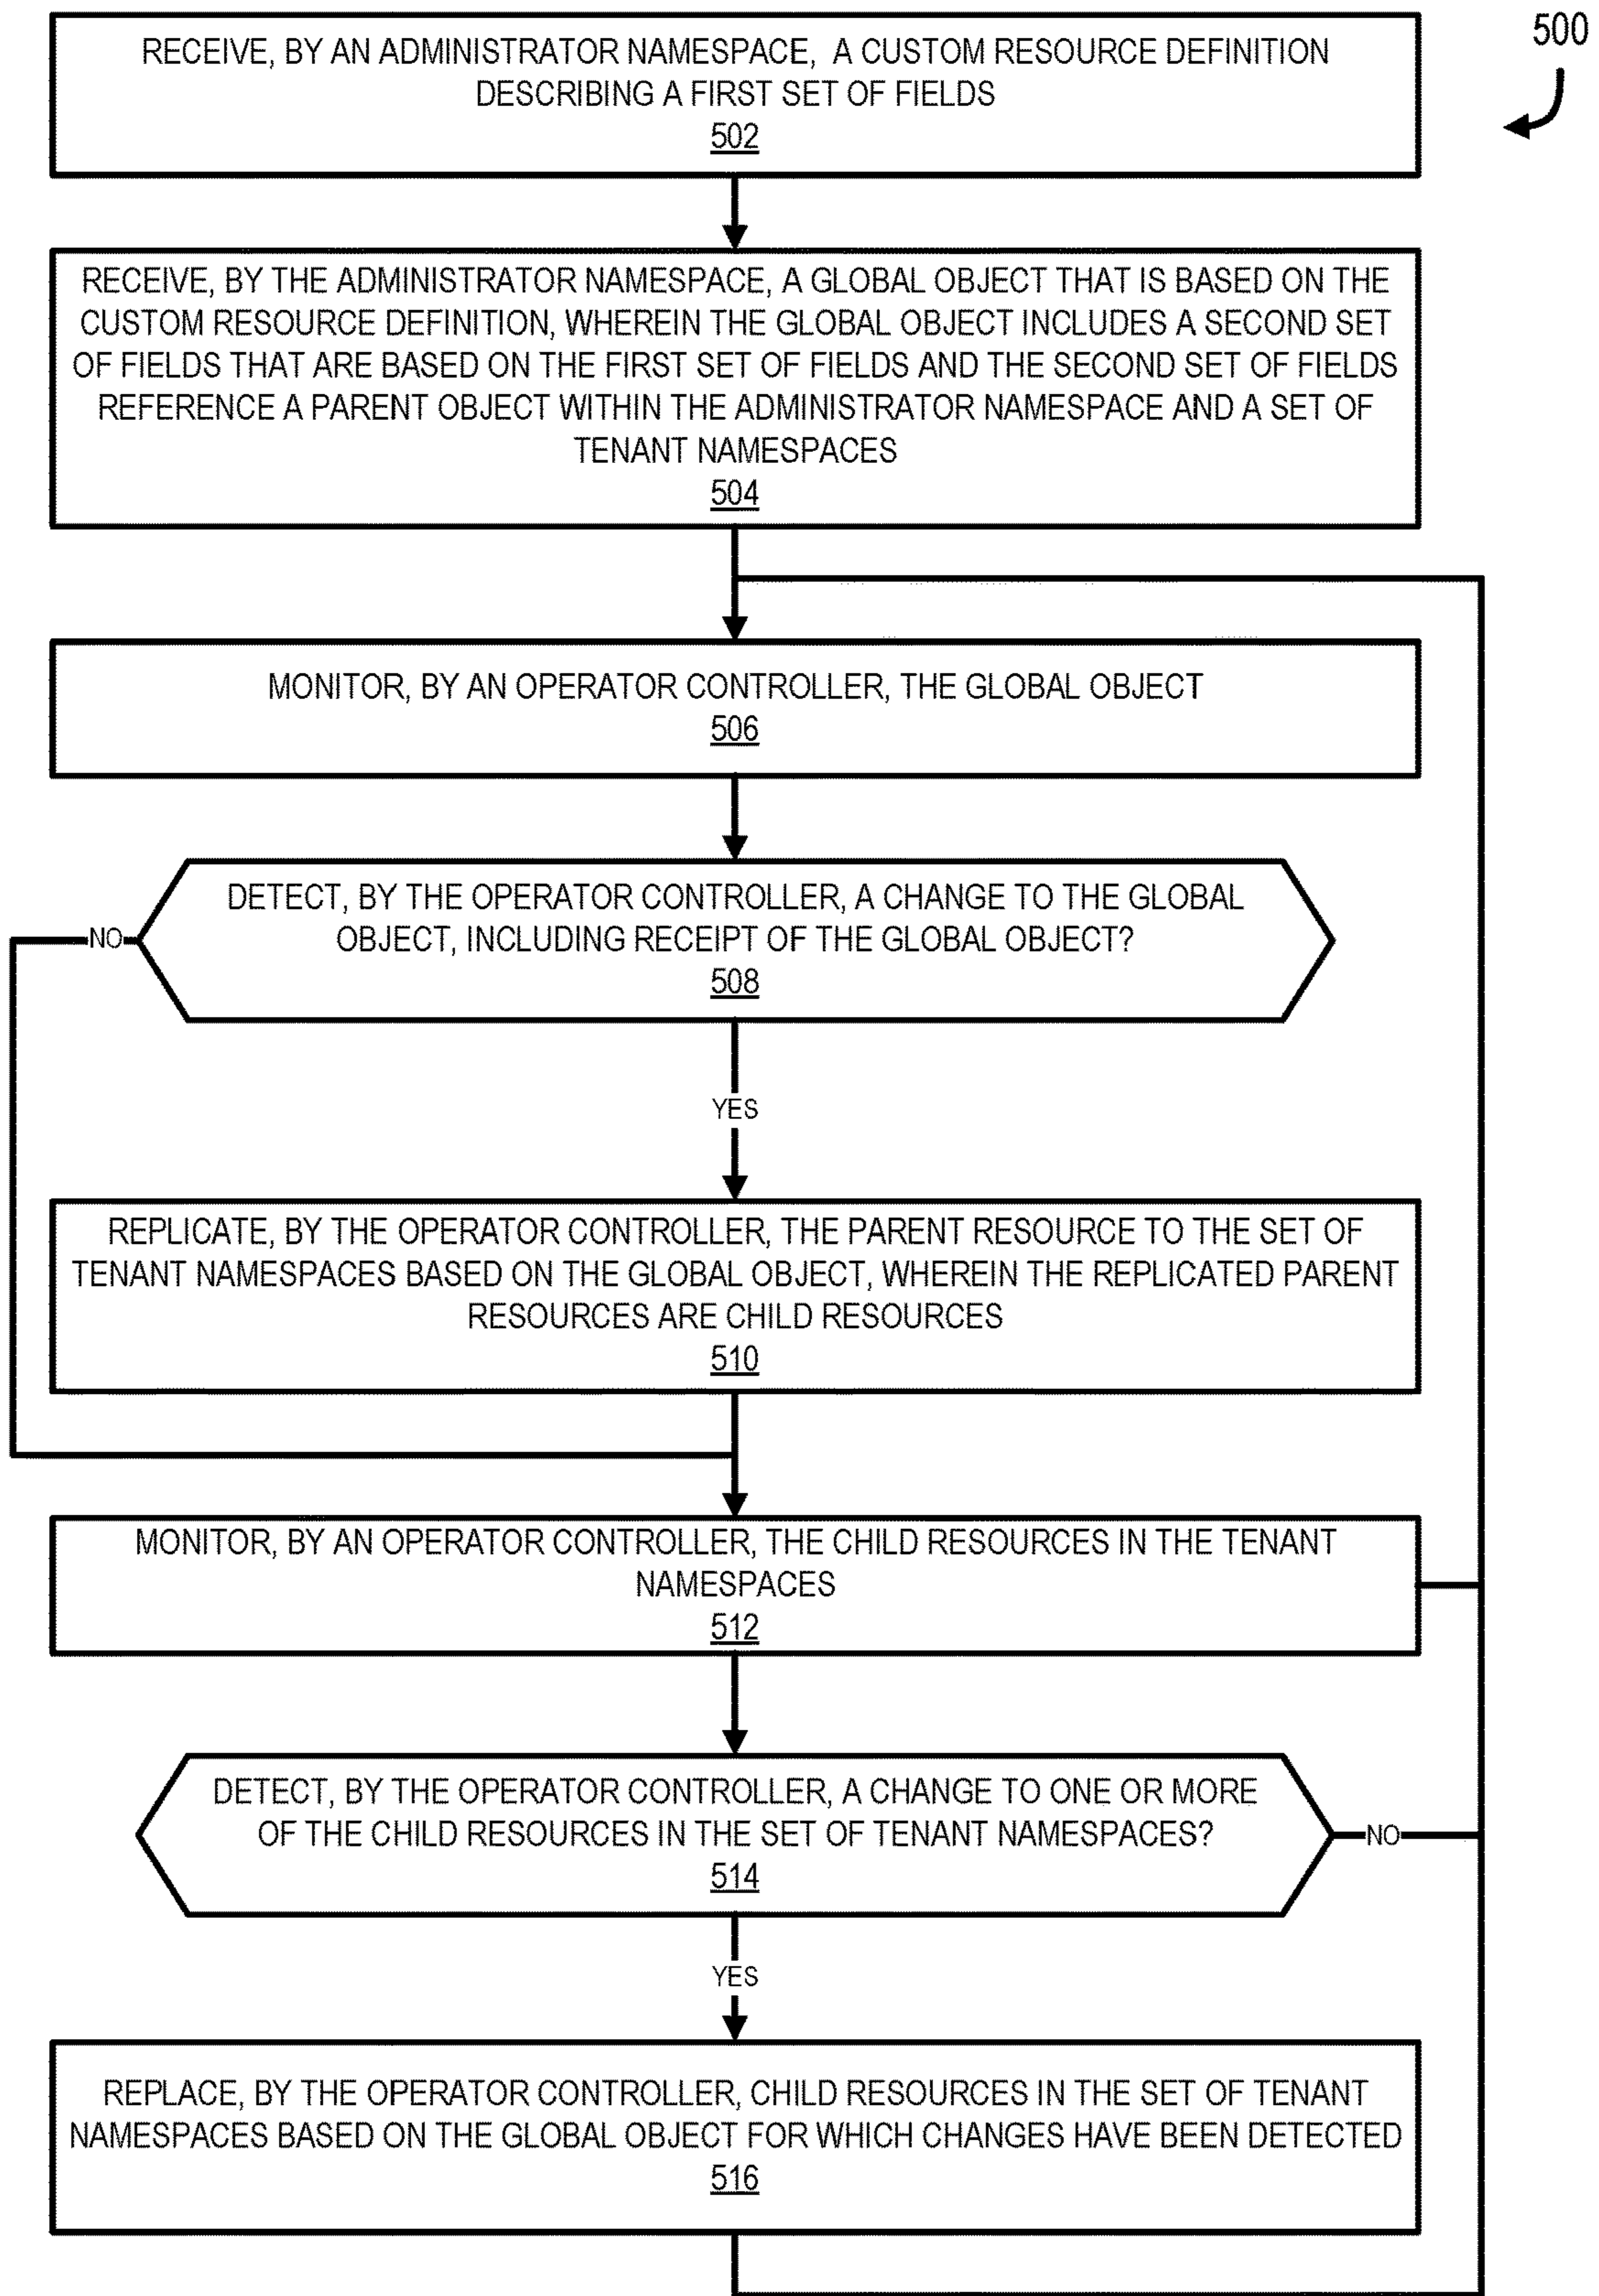 500
RECEIVE, BY AN ADMINISTRATOR NAMESPACE, A CUSTOM RESOURCE DEFINITION
DESCRIBING A FIRST SET OF FIELDS
502
RECEIVE, BY THE ADMINISTRATOR NAMESPACE, A GLOBAL OBJECT THAT IS BASED ON THE
CUSTOM RESOURCE DEFINITION, WHEREIN THE GLOBAL OBJECT INCLUDES A SECOND SET
OF FIELDS THAT ARE BASED ON THE FIRST SET OF FIELDS AND THE SECOND SET OF FIELDS
REFERENCE A PARENT OBJECT WITHIN THE ADMINISTRATOR NAMESPACE AND A SET OF
TENANT NAMESPACES
504
MONITOR, BY AN OPERATOR CONTROLLER, THE GLOBAL OBJECT
506
DETECT, BY THE OPERATOR CONTROLLER, A CHANGE TO THE GLOBAL
OBJECT, INCLUDING RECEIPT OF THE GLOBAL OBJECT?
508
NO
YES
REPLICATE, BY THE OPERATOR CONTROLLER, THE PARENT RESOURCE TO THE SET OF
TENANT NAMESPACES BASED ON THE GLOBAL OBJECT, WHEREIN THE REPLICATED PARENT
RESOURCES ARE CHILD RESOURCES
510
MONITOR, BY AN OPERATOR CONTROLLER, THE CHILD RESOURCES IN THE TENANT
NAMESPACES
512
DETECT, BY THE OPERATOR CONTROLLER, A CHANGE TO ONE OR MORE
OF THE CHILD RESOURCES IN THE SET OF TENANT NAMESPACES?
514
NO
YES
REPLACE, BY THE OPERATOR CONTROLLER, CHILD RESOURCES IN THE SET OF TENANT
NAMESPACES BASED ON THE GLOBAL OBJECT FOR WHICH CHANGES HAVE BEEN DETECTED
516